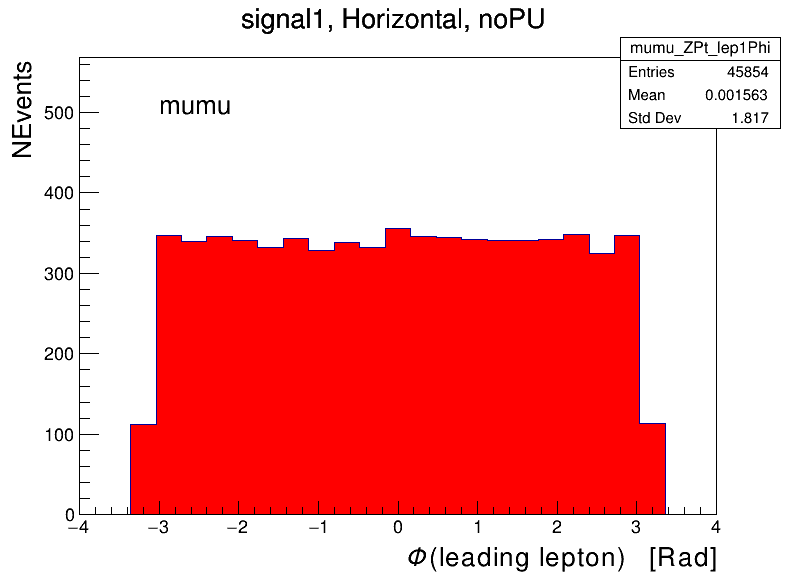 signal1, Horizontal, noPU
mumu_ZPt_lep1Phi
Entries 45854
Mean 0.001563
Std Dev 1.817
NEvents
mumu
500
400
300
200
100
0
−4 −3 −2 −1 0 1 2 3 4
Φ(leading lepton) [Rad]